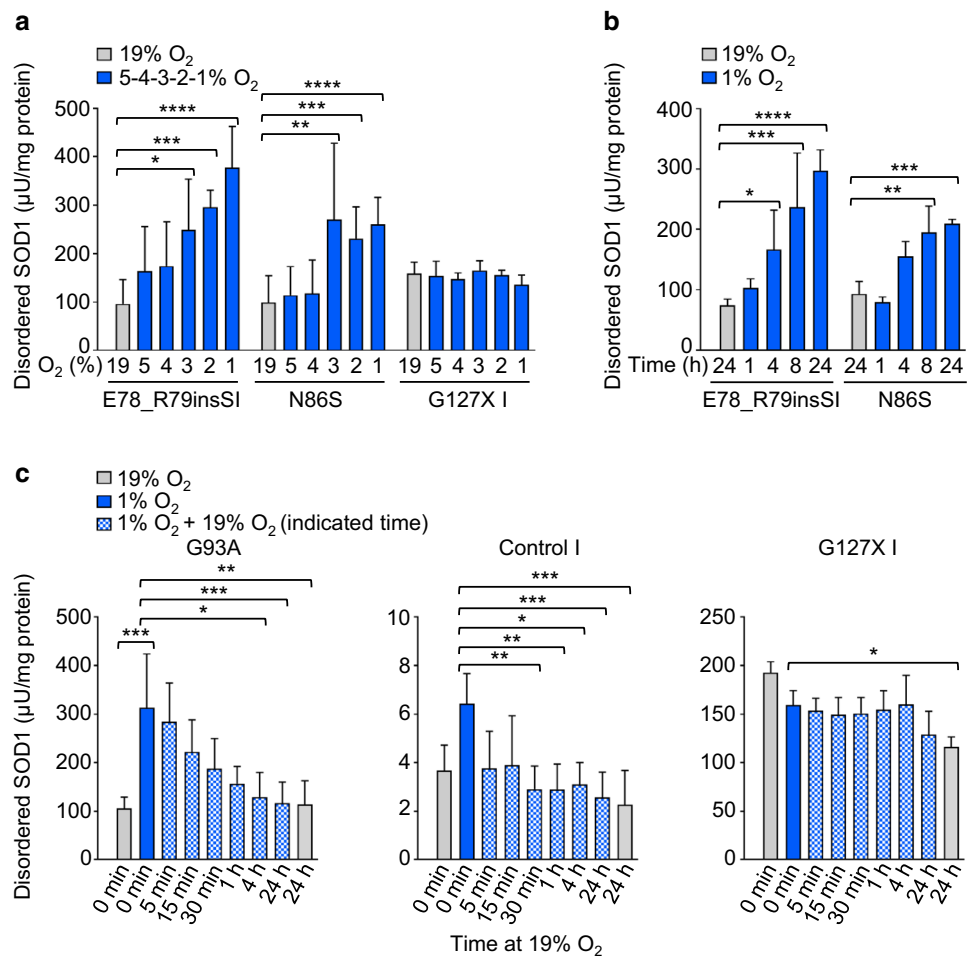 a
19% O2
5-4-3-2-1% O2
Disordered SOD1 (µU/mg protein)
500
400
300
200
100
0
****
***
*
****
***
**
O2 (%)
19 5 4 3 2 1 19 5 4 3 2 1 19 5 4 3 2 1
E78_R79insSI N86S G127X I
b
19% O2
1% O2
Disordered SOD1 (µU/mg protein)
400
300
200
100
0
****
***
*
***
**
Time (h) 24 1 4 8 24 24 1 4 8 24
E78_R79insSI N86S
c
19% O2
1% O2
1% O2 + 19% O2 (indicated time)
G93A
Disordered SOD1 (µU/mg protein)
500
400
300
200
100
0
**
***
*
***
0 min 0 min 5 min 15 min 30 min 1 h 4 h 24 h 24 h
Control I
10
8
6
4
2
0
***
***
*
**
**
0 min 0 min 5 min 15 min 30 min 1 h 4 h 24 h 24 h
G127X I
250
200
150
100
50
0
*
0 min 0 min 5 min 15 min 30 min 1 h 4 h 24 h 24 h
Time at 19% O2